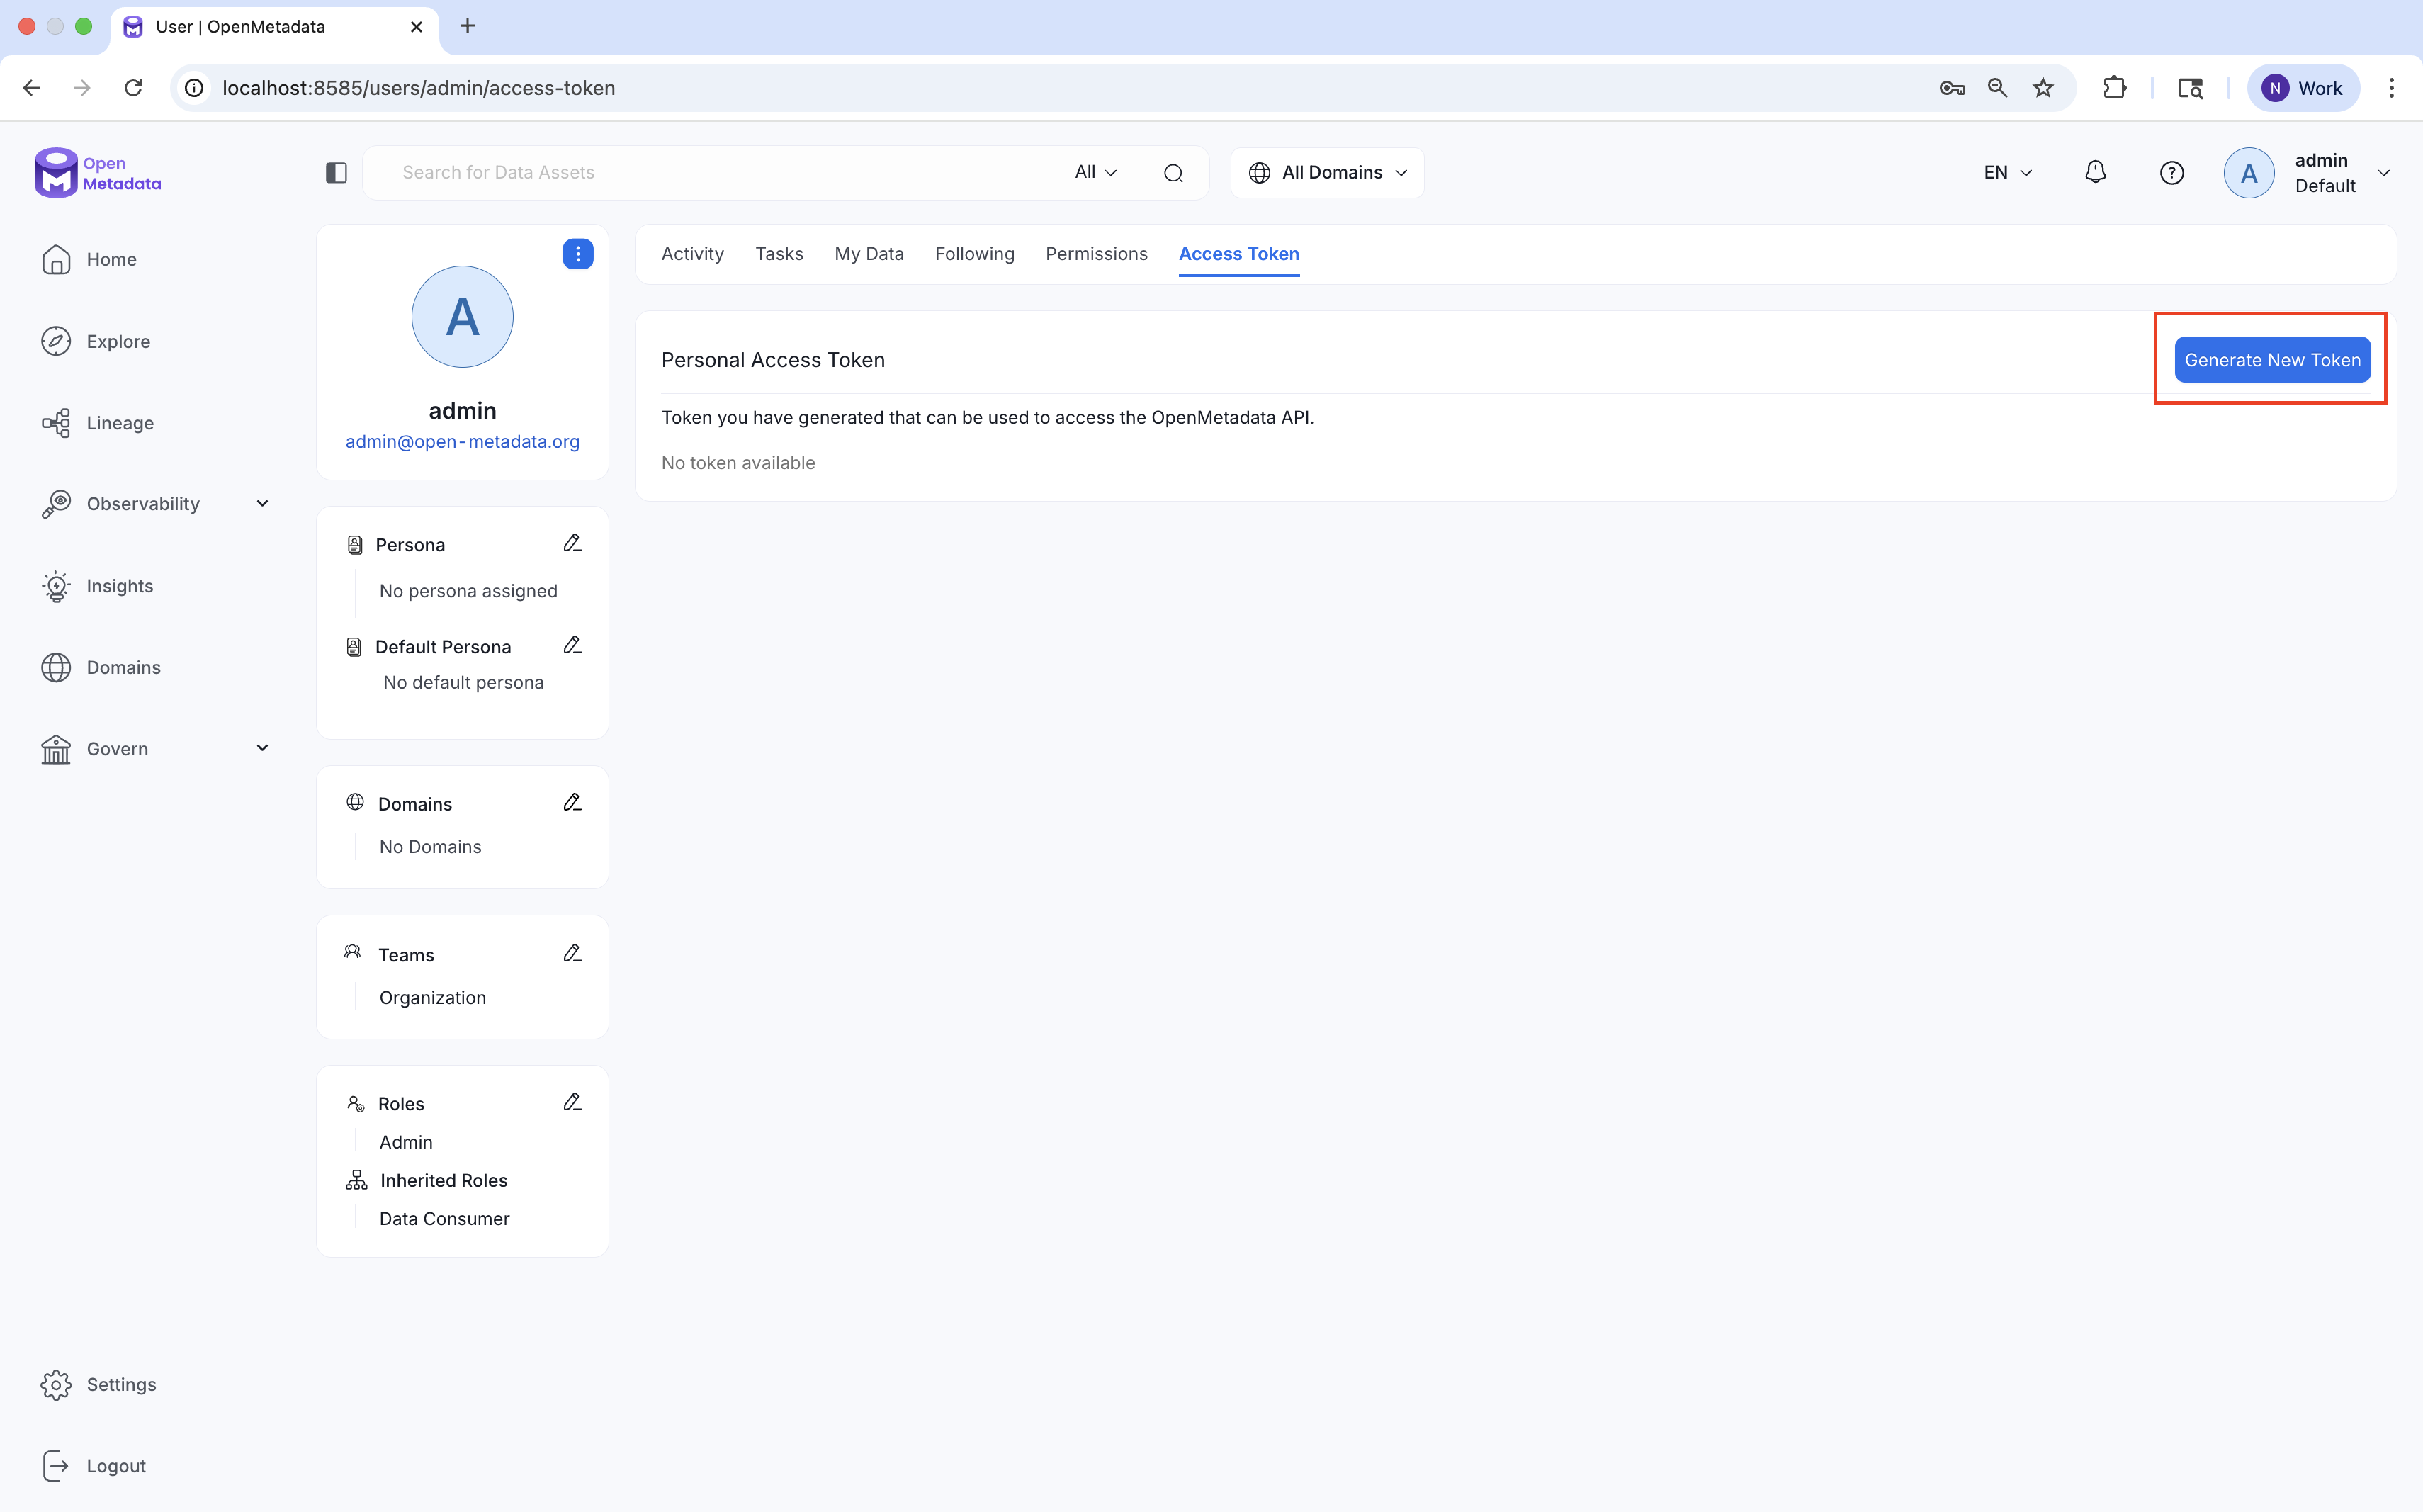 User | OpenMetadata
localhost:8585/users/admin/access-token
N Work
Open
Metadata
Search for Data Assets
All
All Domains
EN
A
admin
Default
Home
Explore
Lineage
Observability
Insights
Domains
Govern
Settings
Logout
A
admin
admin@open-metadata.org
Persona
No persona assigned
Default Persona
No default persona
Domains
No Domains
Teams
Organization
Roles
Admin
Inherited Roles
Data Consumer
Activity Tasks My Data Following Permissions Access Token
Personal Access Token
Generate New Token
Token you have generated that can be used to access the OpenMetadata API.
No token available